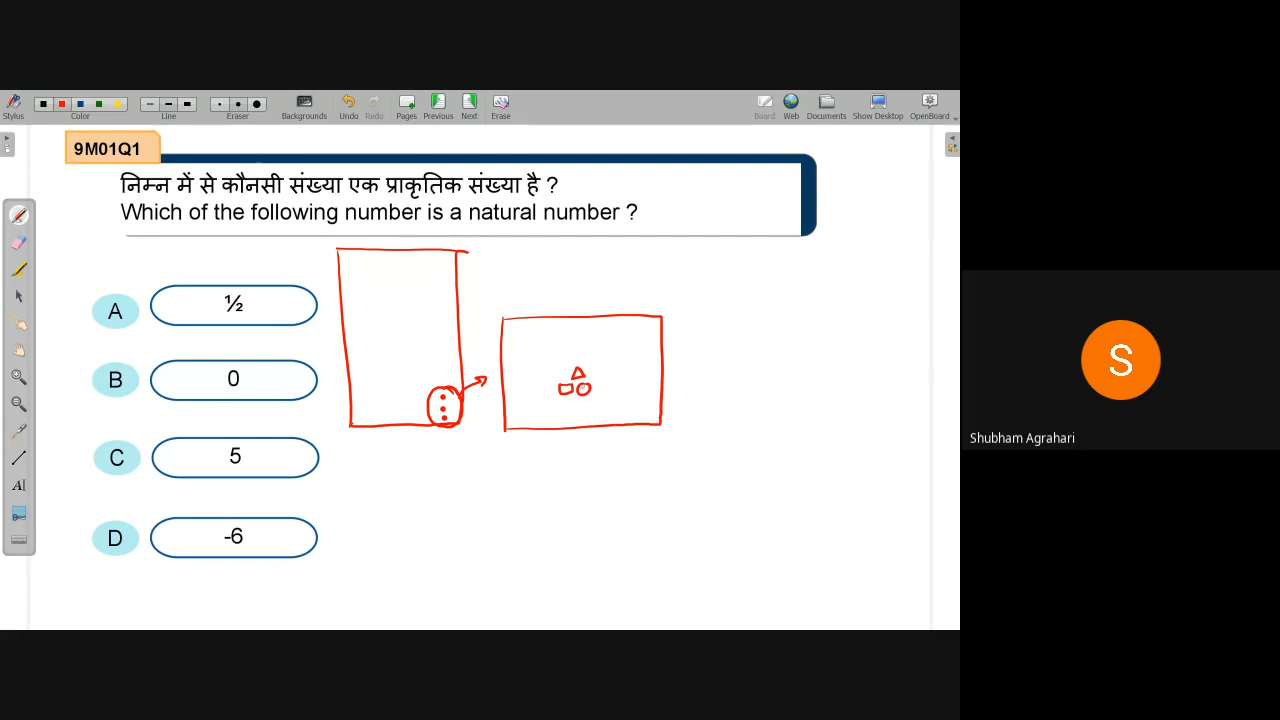 Stylus
Color
Line
Eraser
Backgrounds
Undo
Redo
Pages
Previous
Next
Erase
Board
Web
Documents
Show Desktop
OpenBoard
9M01Q1
निम्न में से कौनसी संख्या एक प्राकृतिक संख्या है ?
Which of the following number is a natural number ?
A ½
B 0
C 5
D -6
AI
S
Shubham Agrahari